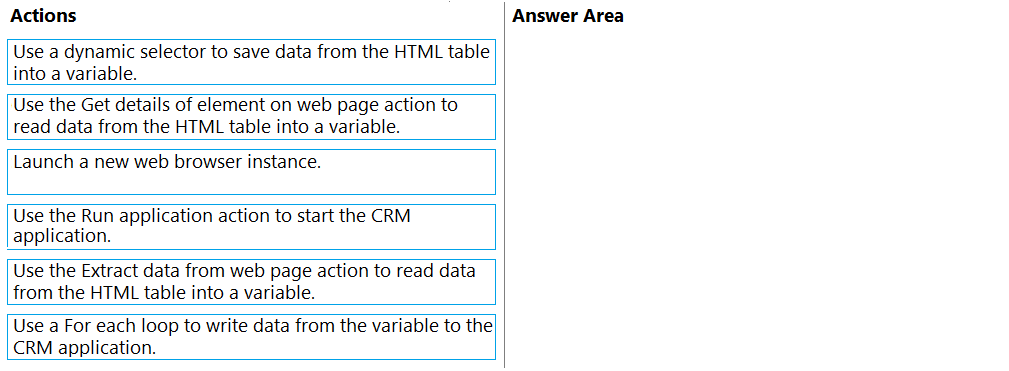 Actions
Answer Area
Use a dynamic selector to save data from the HTML table
into a variable.
Use the Get details of element on web page action to
read data from the HTML table into a variable.
Launch a new web browser instance.
Use the Run application action to start the CRM
application.
Use the Extract data from web page action to read data
from the HTML table into a variable.
Use a For each loop to write data from the variable to the
CRM application.